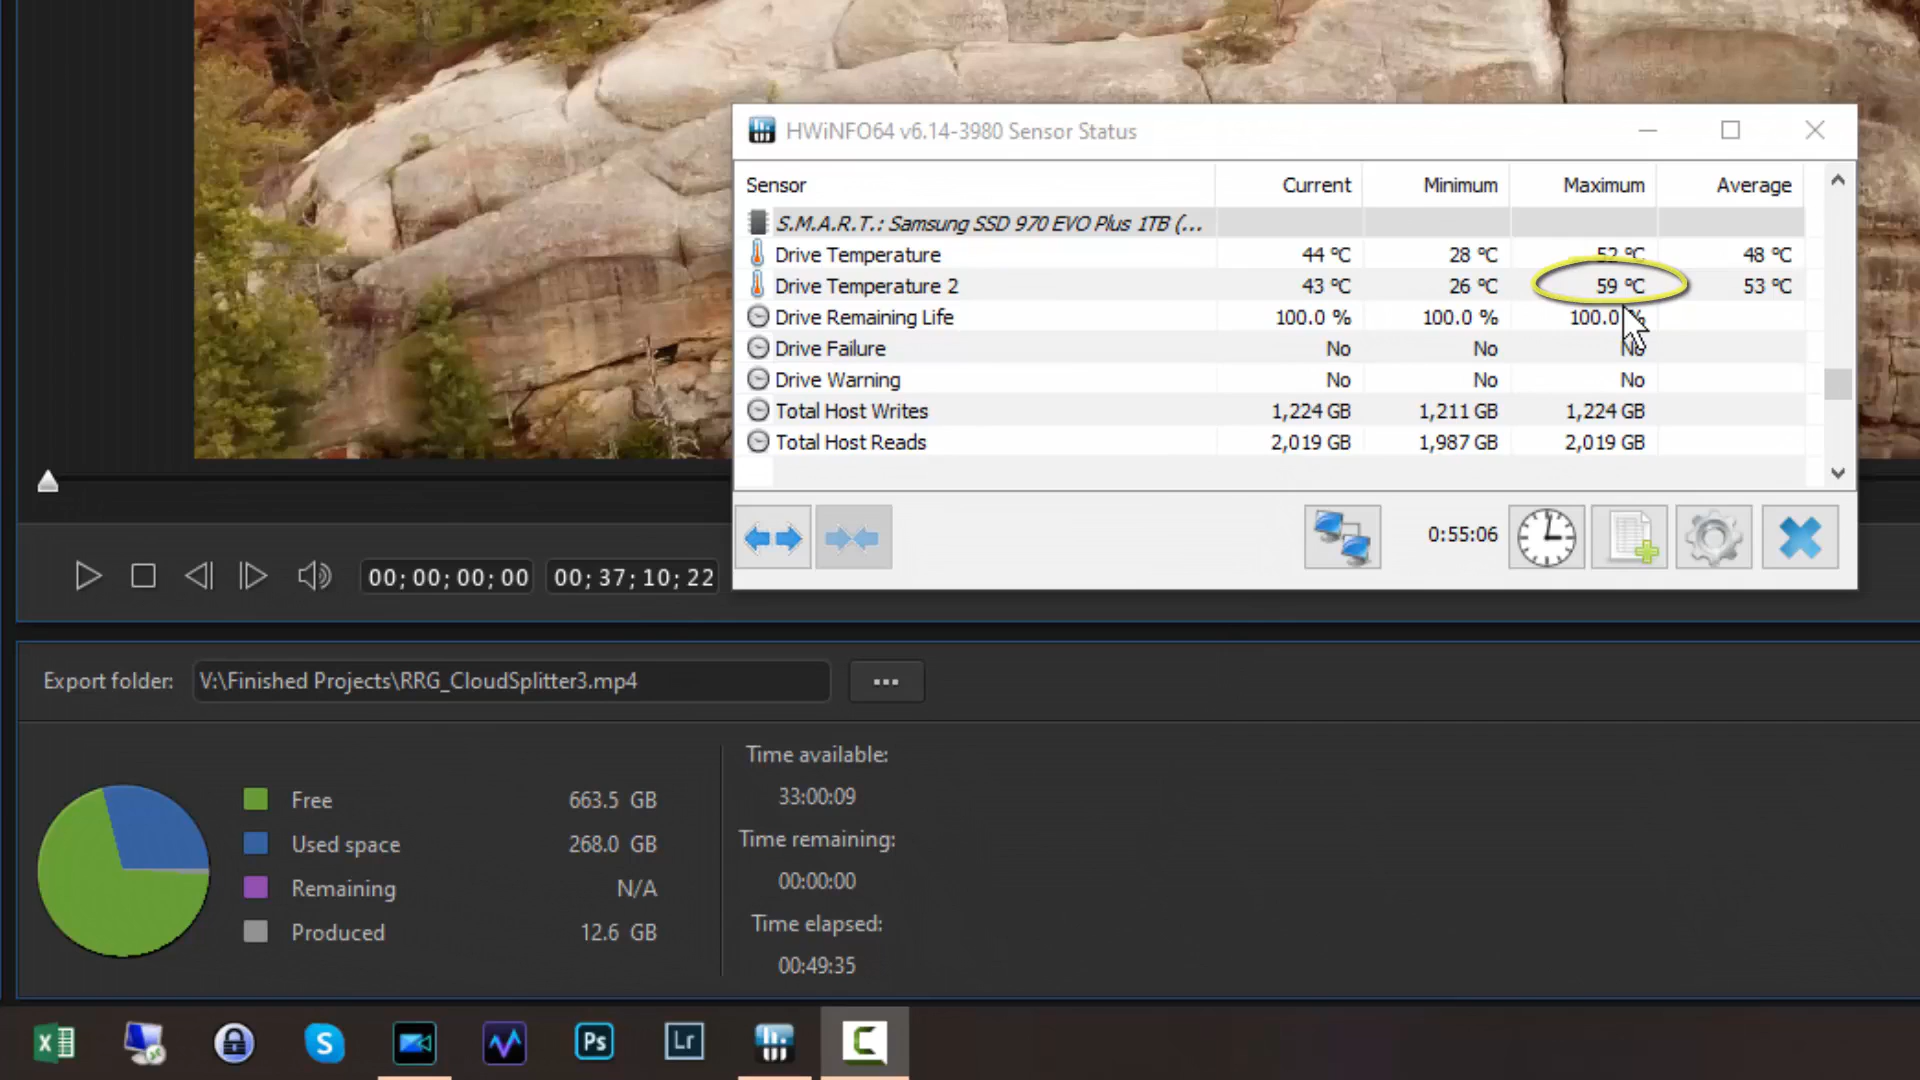 HWiNFO64 v6.14-3980 Sensor Status
Sensor Current Minimum Maximum Average
S.M.A.R.T.: Samsung SSD 970 EVO Plus 1TB (...
Drive Temperature 44 °C 28 °C 52 °C 48 °C
Drive Temperature 2 43 °C 26 °C 59 °C 53 °C
Drive Remaining Life 100.0 % 100.0 % 100.0 %
Drive Failure No No No
Drive Warning No No No
Total Host Writes 1,224 GB 1,211 GB 1,224 GB
Total Host Reads 2,019 GB 1,987 GB 2,019 GB
0:55:06
00;00;00;00 00;37;10;22
Export folder: V:\Finished Projects\RRG_CloudSplitter3.mp4 ...
Free 663.5 GB
Used space 268.0 GB
Remaining N/A
Produced 12.6 GB
Time available:
33:00:09
Time remaining:
00:00:00
Time elapsed:
00:49:35
X S Ps Lr C